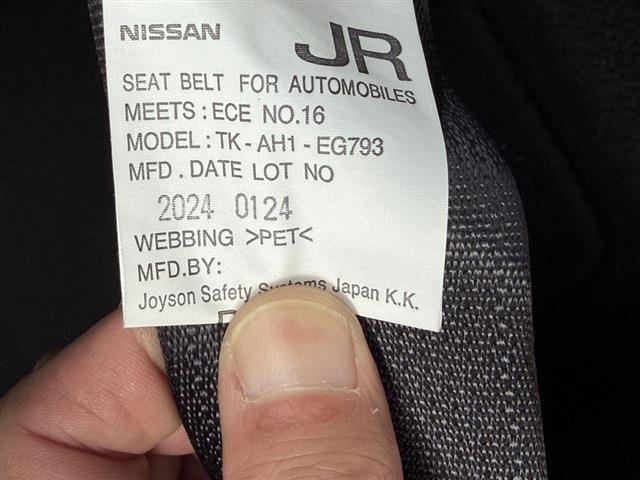 NISSAN JR
SEAT BELT FOR AUTOMOBILES
MEETS : ECE NO.16
MODEL : TK - AH1 - EG793
MFD . DATE LOT NO
2024 0124
WEBBING >PET<
MFD.BY:
Joyson Safety Systems Japan K.K.